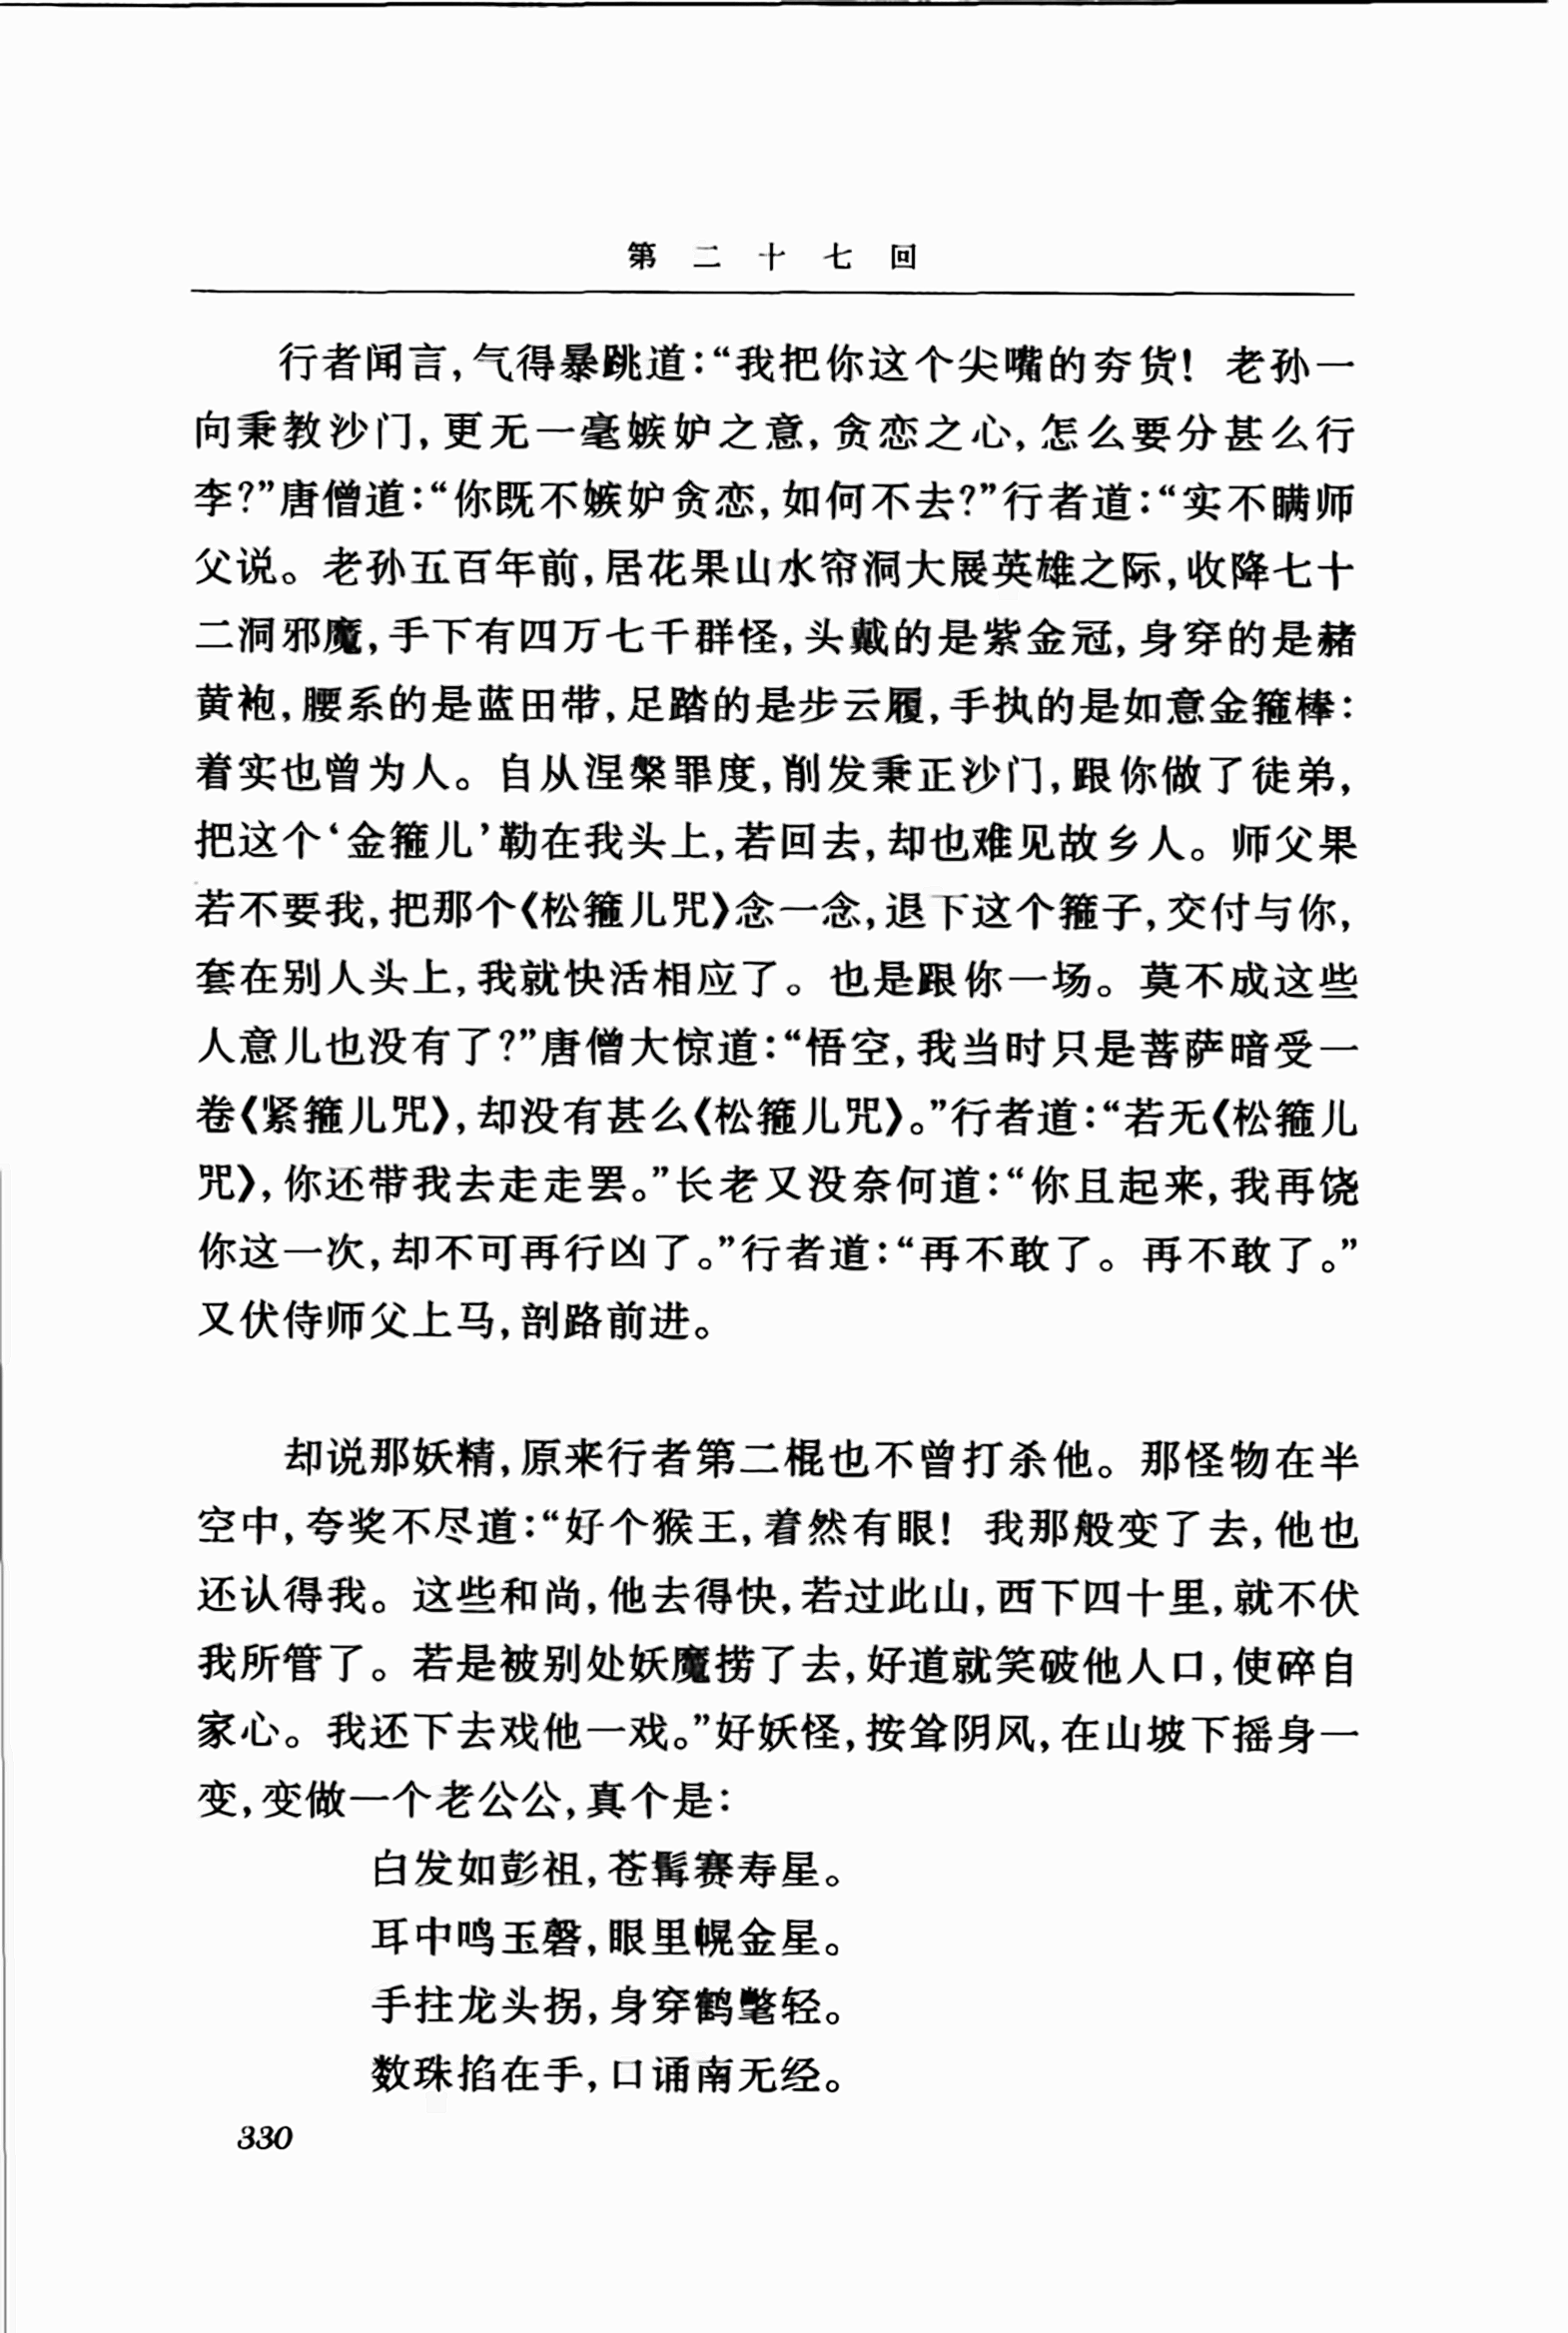 第二十七回
行者闻言,气得暴跳道:“我把你这个尖嘴的夯货! 老孙一
向秉教沙门,更无一毫嫉妒之意,贪恋之心,怎么要分甚么行
李?”唐僧道:“你既不嫉妒贪恋,如何不去?”行者道:“实不瞒师
父说。老孙五百年前,居花果山水帘洞大展英雄之际,收降七十
二洞邪魔,手下有四万七千群怪,头戴的是紫金冠,身穿的是赭
黄袍,腰系的是蓝田带,足踏的是步云履,手执的是如意金箍棒:
着实也曾为人。自从涅槃罪度,削发秉正沙门,跟你做了徒弟,
把这个‘金箍儿’勒在我头上,若回去,却也难见故乡人。师父果
若不要我,把那个《松箍儿咒》念一念,退下这个箍子,交付与你,
套在别人头上,我就快活相应了。也是跟你一场。莫不成这些
人意儿也没有了?”唐僧大惊道:“悟空,我当时只是菩萨暗受一
卷《紧箍儿咒》,却没有甚么《松箍儿咒》。”行者道:“若无《松箍儿
咒》,你还带我去走走罢。”长老又没奈何道:“你且起来,我再饶
你这一次,却不可再行凶了。”行者道:“再不敢了。再不敢了。”
又伏侍师父上马,剖路前进。
却说那妖精,原来行者第二棍也不曾打杀他。那怪物在半
空中,夸奖不尽道:“好个猴王,着然有眼! 我那般变了去,他也
还认得我。这些和尚,他去得快,若过此山,西下四十里,就不伏
我所管了。若是被别处妖魔捞了去,好道就笑破他人口,使碎自
家心。我还下去戏他一戏。”好妖怪,按耸阴风,在山坡下摇身一
变,变做一个老公公,真个是:
白发如彭祖,苍髯赛寿星。
耳中鸣玉磬,眼里幌金星。
手拄龙头拐,身穿鹤氅轻。
数珠掐在手,口诵南无经。
330